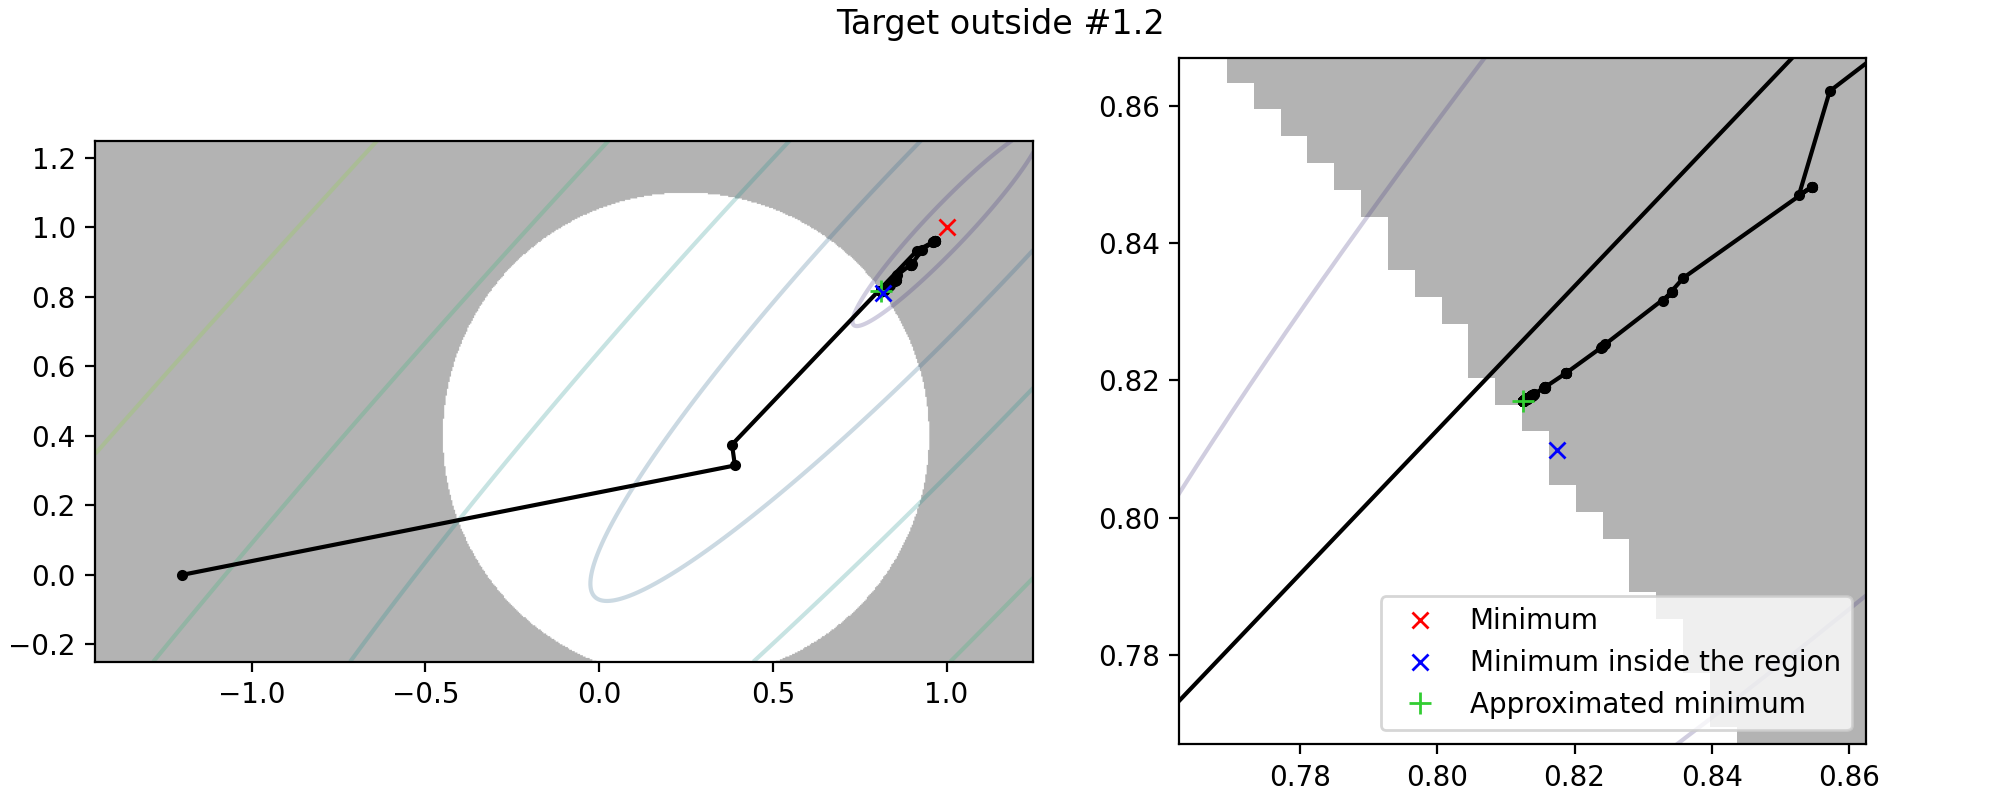 Target outside #1.2
1.2
1.0
0.8
0.6
0.4
0.2
0.0
−0.2
−1.0 −0.5 0.0 0.5 1.0
0.86
0.84
0.82
0.80
0.78
0.78 0.80 0.82 0.84 0.86
Minimum
Minimum inside the region
Approximated minimum